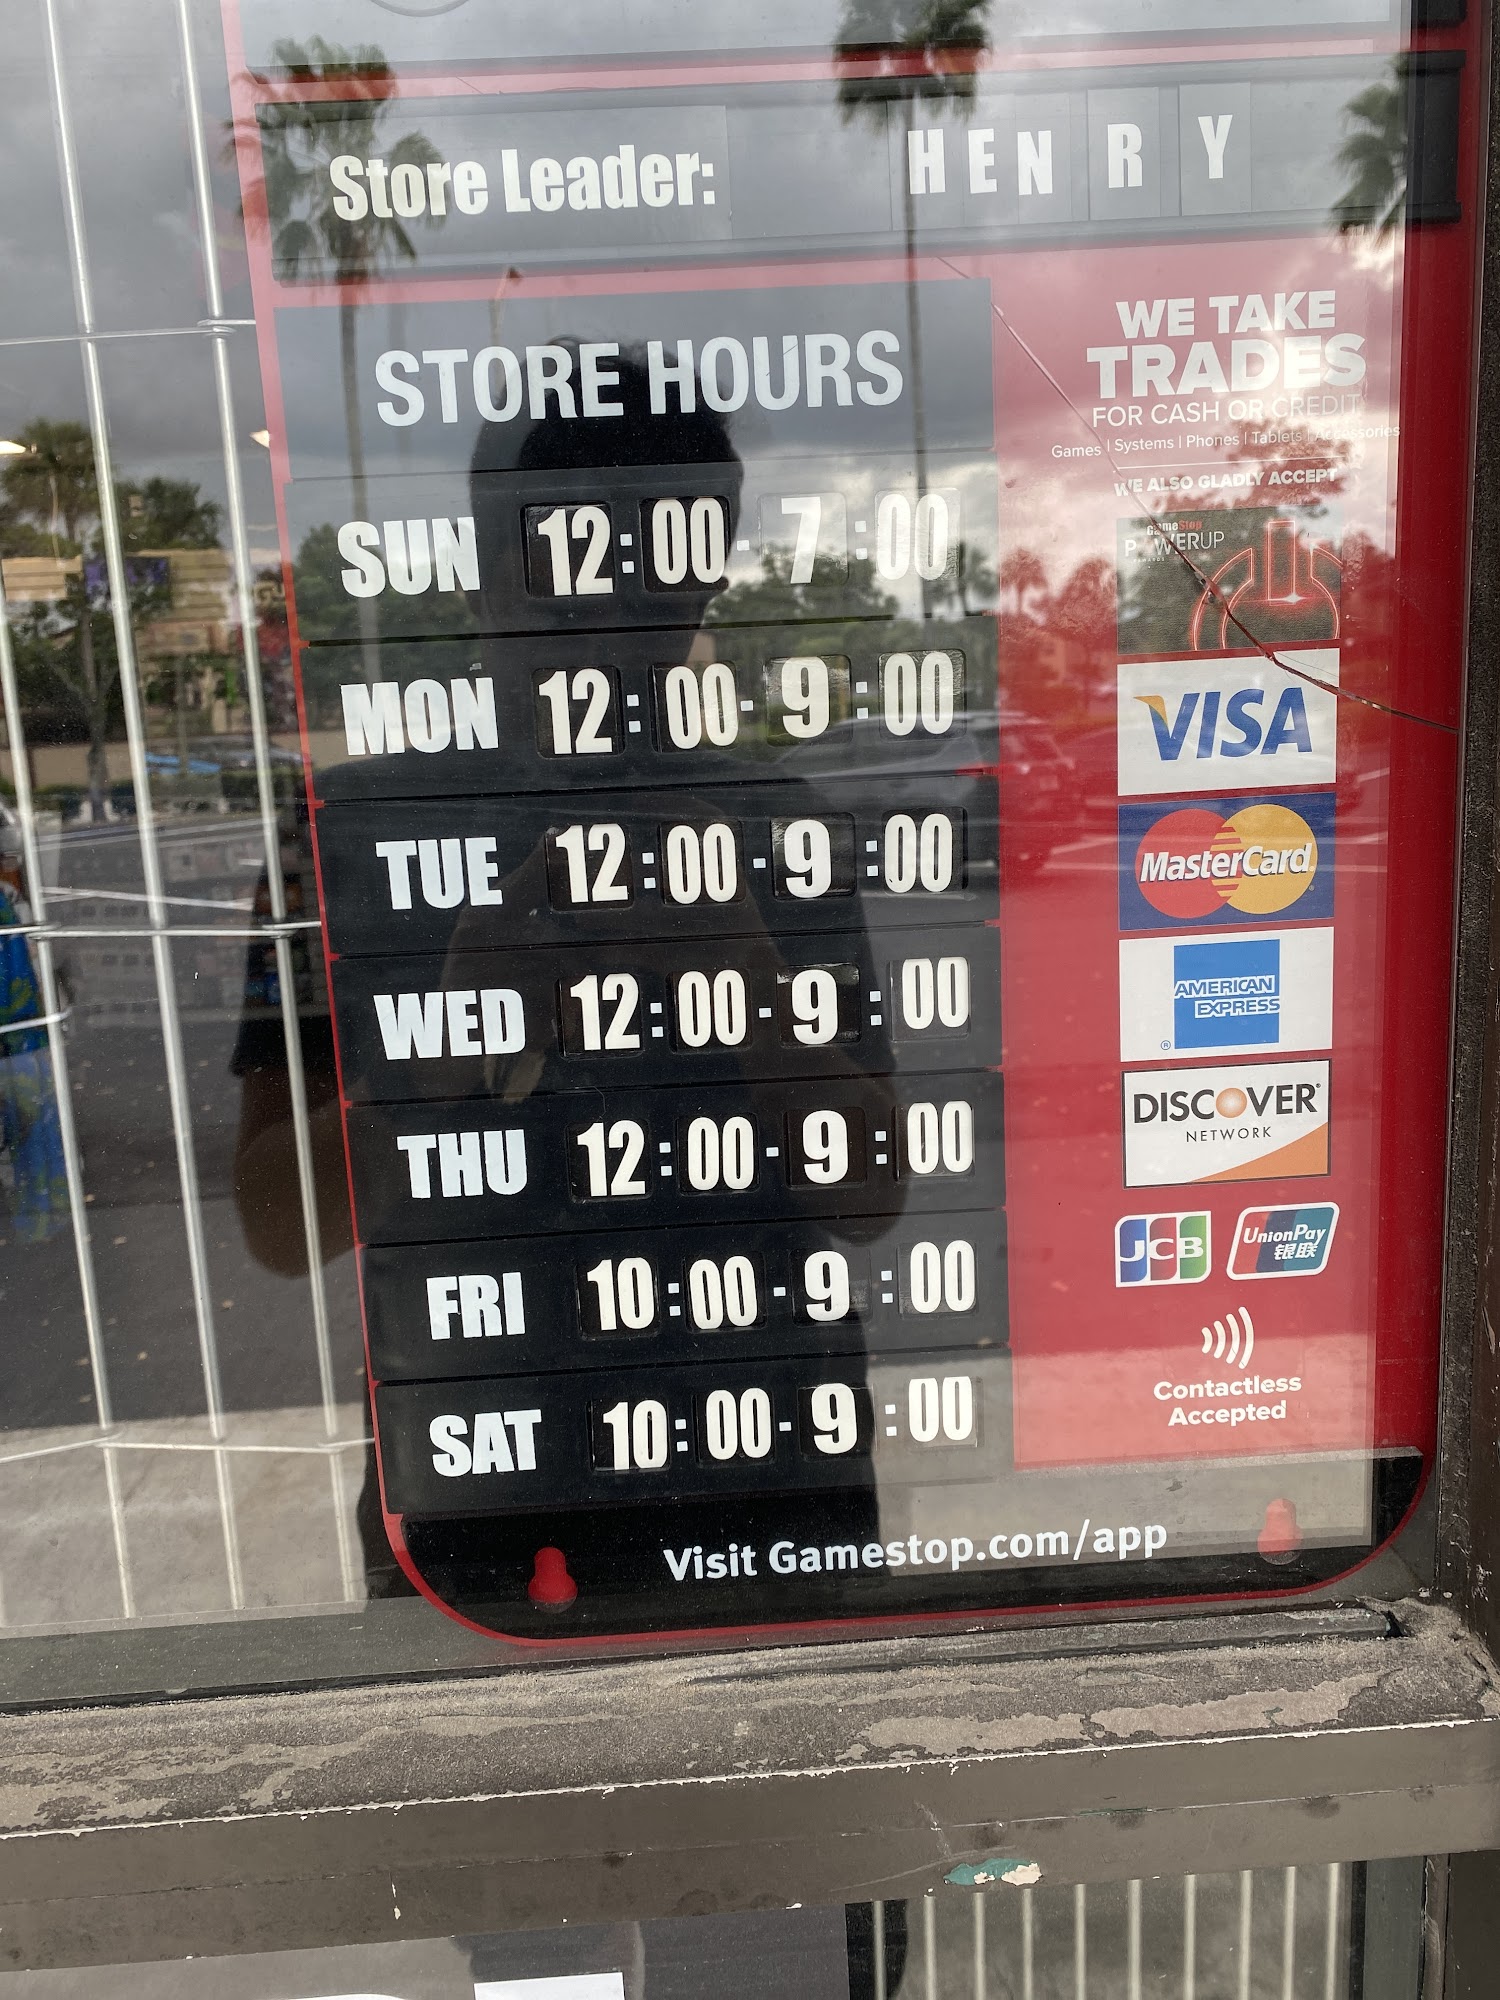 Store Leader: HENRY
STORE HOURS
SUN 12:00-7:00
MON 12:00-9:00
TUE 12:00-9:00
WED 12:00-9:00
THU 12:00-9:00
FRI 10:00-9:00
SAT 10:00-9:00
WE TAKE
TRADES
FOR CASH OR CREDIT
Games | Systems | Phones | Tablets | Accessories
WE ALSO GLADLY ACCEPT
GameStop
POWERUP
VISA
MasterCard
AMERICAN
EXPRESS
DISCOVER
NETWORK
JCB UnionPay
银联
Contactless
Accepted
Visit Gamestop.com/app